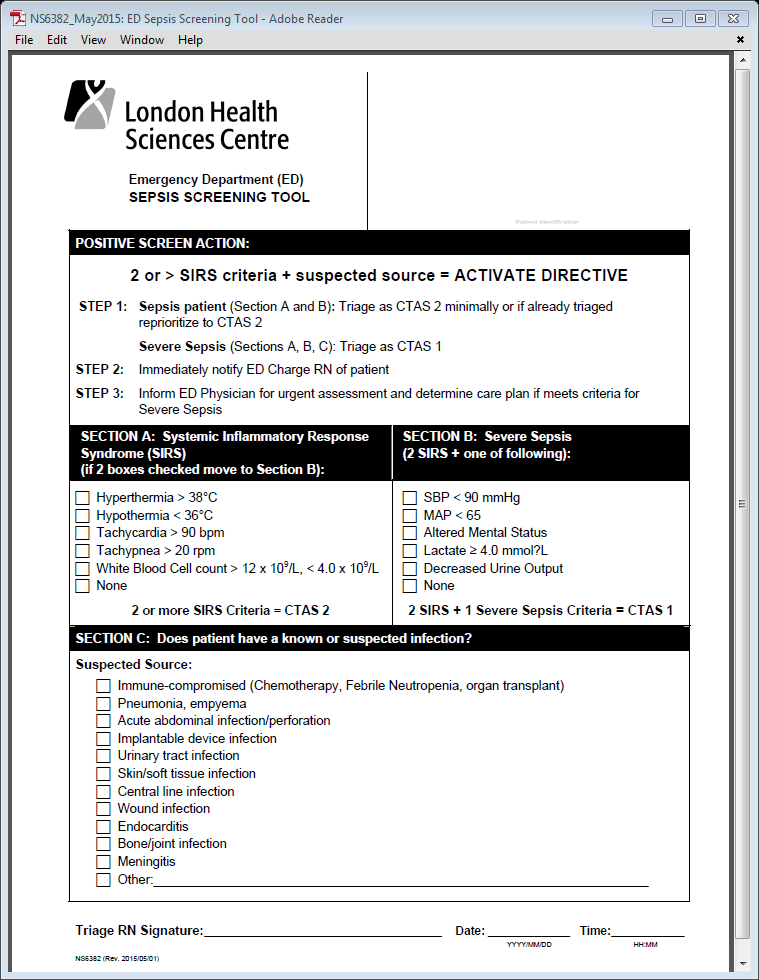 NS6382_May2015: ED Sepsis Screening Tool - Adobe Reader
File Edit View Window Help
London Health
Sciences Centre
Emergency Department (ED)
SEPSIS SCREENING TOOL
Patient Identification
POSITIVE SCREEN ACTION:
2 or > SIRS criteria + suspected source = ACTIVATE DIRECTIVE
STEP 1: Sepsis patient (Section A and B): Triage as CTAS 2 minimally or if already triaged
reprioritize to CTAS 2
Severe Sepsis (Sections A, B, C): Triage as CTAS 1
STEP 2: Immediately notify ED Charge RN of patient
STEP 3: Inform ED Physician for urgent assessment and determine care plan if meets criteria for
Severe Sepsis
SECTION A: Systemic Inflammatory Response
Syndrome (SIRS)
(if 2 boxes checked move to Section B):
Hyperthermia > 38°C
Hypothermia < 36°C
Tachycardia > 90 bpm
Tachypnea > 20 rpm
White Blood Cell count > 12 x 10⁹/L, < 4.0 x 10⁹/L
None
2 or more SIRS Criteria = CTAS 2
SECTION B: Severe Sepsis
(2 SIRS + one of following):
SBP < 90 mmHg
MAP < 65
Altered Mental Status
Lactate ≥ 4.0 mmol?L
Decreased Urine Output
None
2 SIRS + 1 Severe Sepsis Criteria = CTAS 1
SECTION C: Does patient have a known or suspected infection?
Suspected Source:
Immune-compromised (Chemotherapy, Febrile Neutropenia, organ transplant)
Pneumonia, empyema
Acute abdominal infection/perforation
Implantable device infection
Urinary tract infection
Skin/soft tissue infection
Central line infection
Wound infection
Endocarditis
Bone/joint infection
Meningitis
Other:
Triage RN Signature: Date: Time:
YYYY/MM/DD HH:MM
NS6382 (Rev. 2015/05/01)